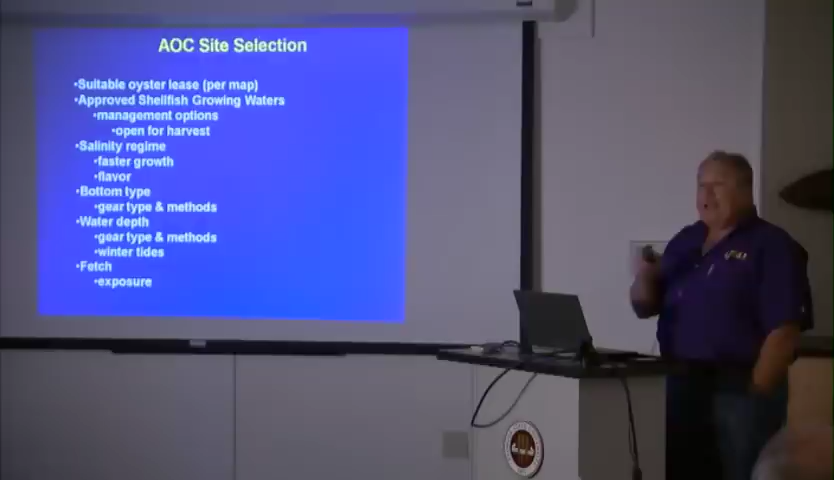 AOC Site Selection
•Suitable oyster lease (per map)
•Approved Shellfish Growing Waters
•management options
•open for harvest
•Salinity regime
•faster growth
•flavor
•Bottom type
•gear type & methods
•Water depth
•gear type & methods
•winter tides
•Fetch
•exposure